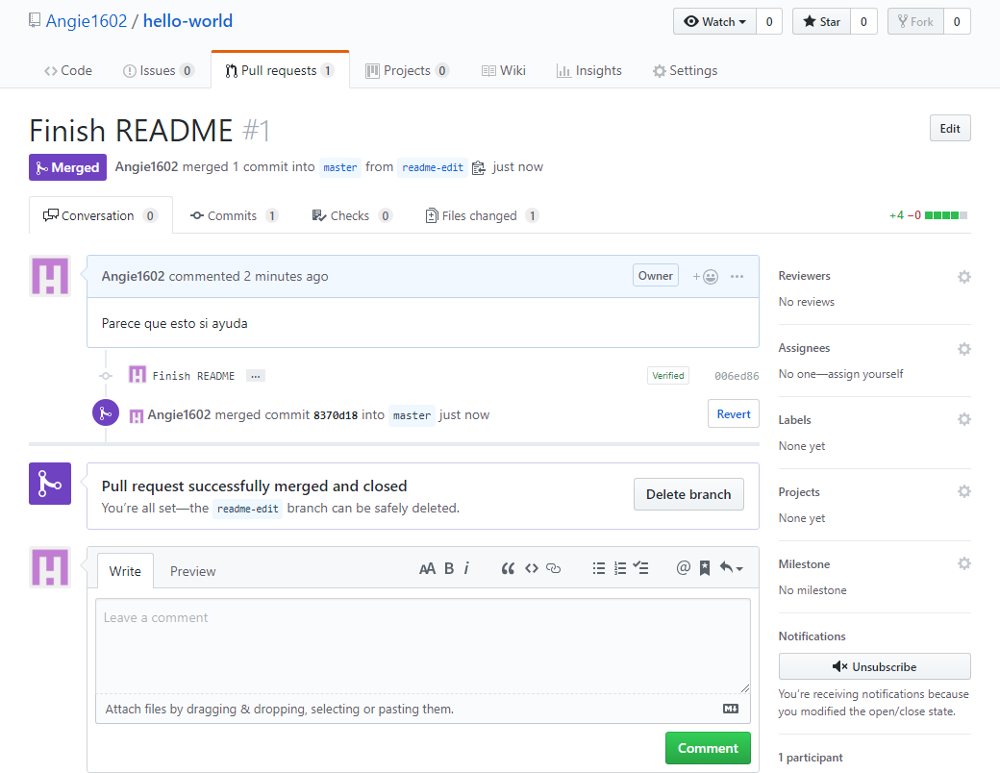 Angie1602 / hello-world
Watch 0 Star 0 Fork 0
Code Issues 0 Pull requests 1 Projects 0 Wiki Insights Settings
Finish README #1
Edit
Merged Angie1602 merged 1 commit into master from readme-edit just now
Conversation 0 Commits 1 Checks 0 Files changed 1 +4 −0
Angie1602 commented 2 minutes ago Owner + ...
Parece que esto si ayuda
Finish README ... Verified 006ed86
Angie1602 merged commit 8370d18 into master just now Revert
Pull request successfully merged and closed
You’re all set—the readme-edit branch can be safely deleted.
Delete branch
Write Preview AA B i
Leave a comment
Attach files by dragging & dropping, selecting or pasting them.
Comment
Reviewers
No reviews
Assignees
No one—assign yourself
Labels
None yet
Projects
None yet
Milestone
No milestone
Notifications
Unsubscribe
You’re receiving notifications because
you modified the open/close state.
1 participant